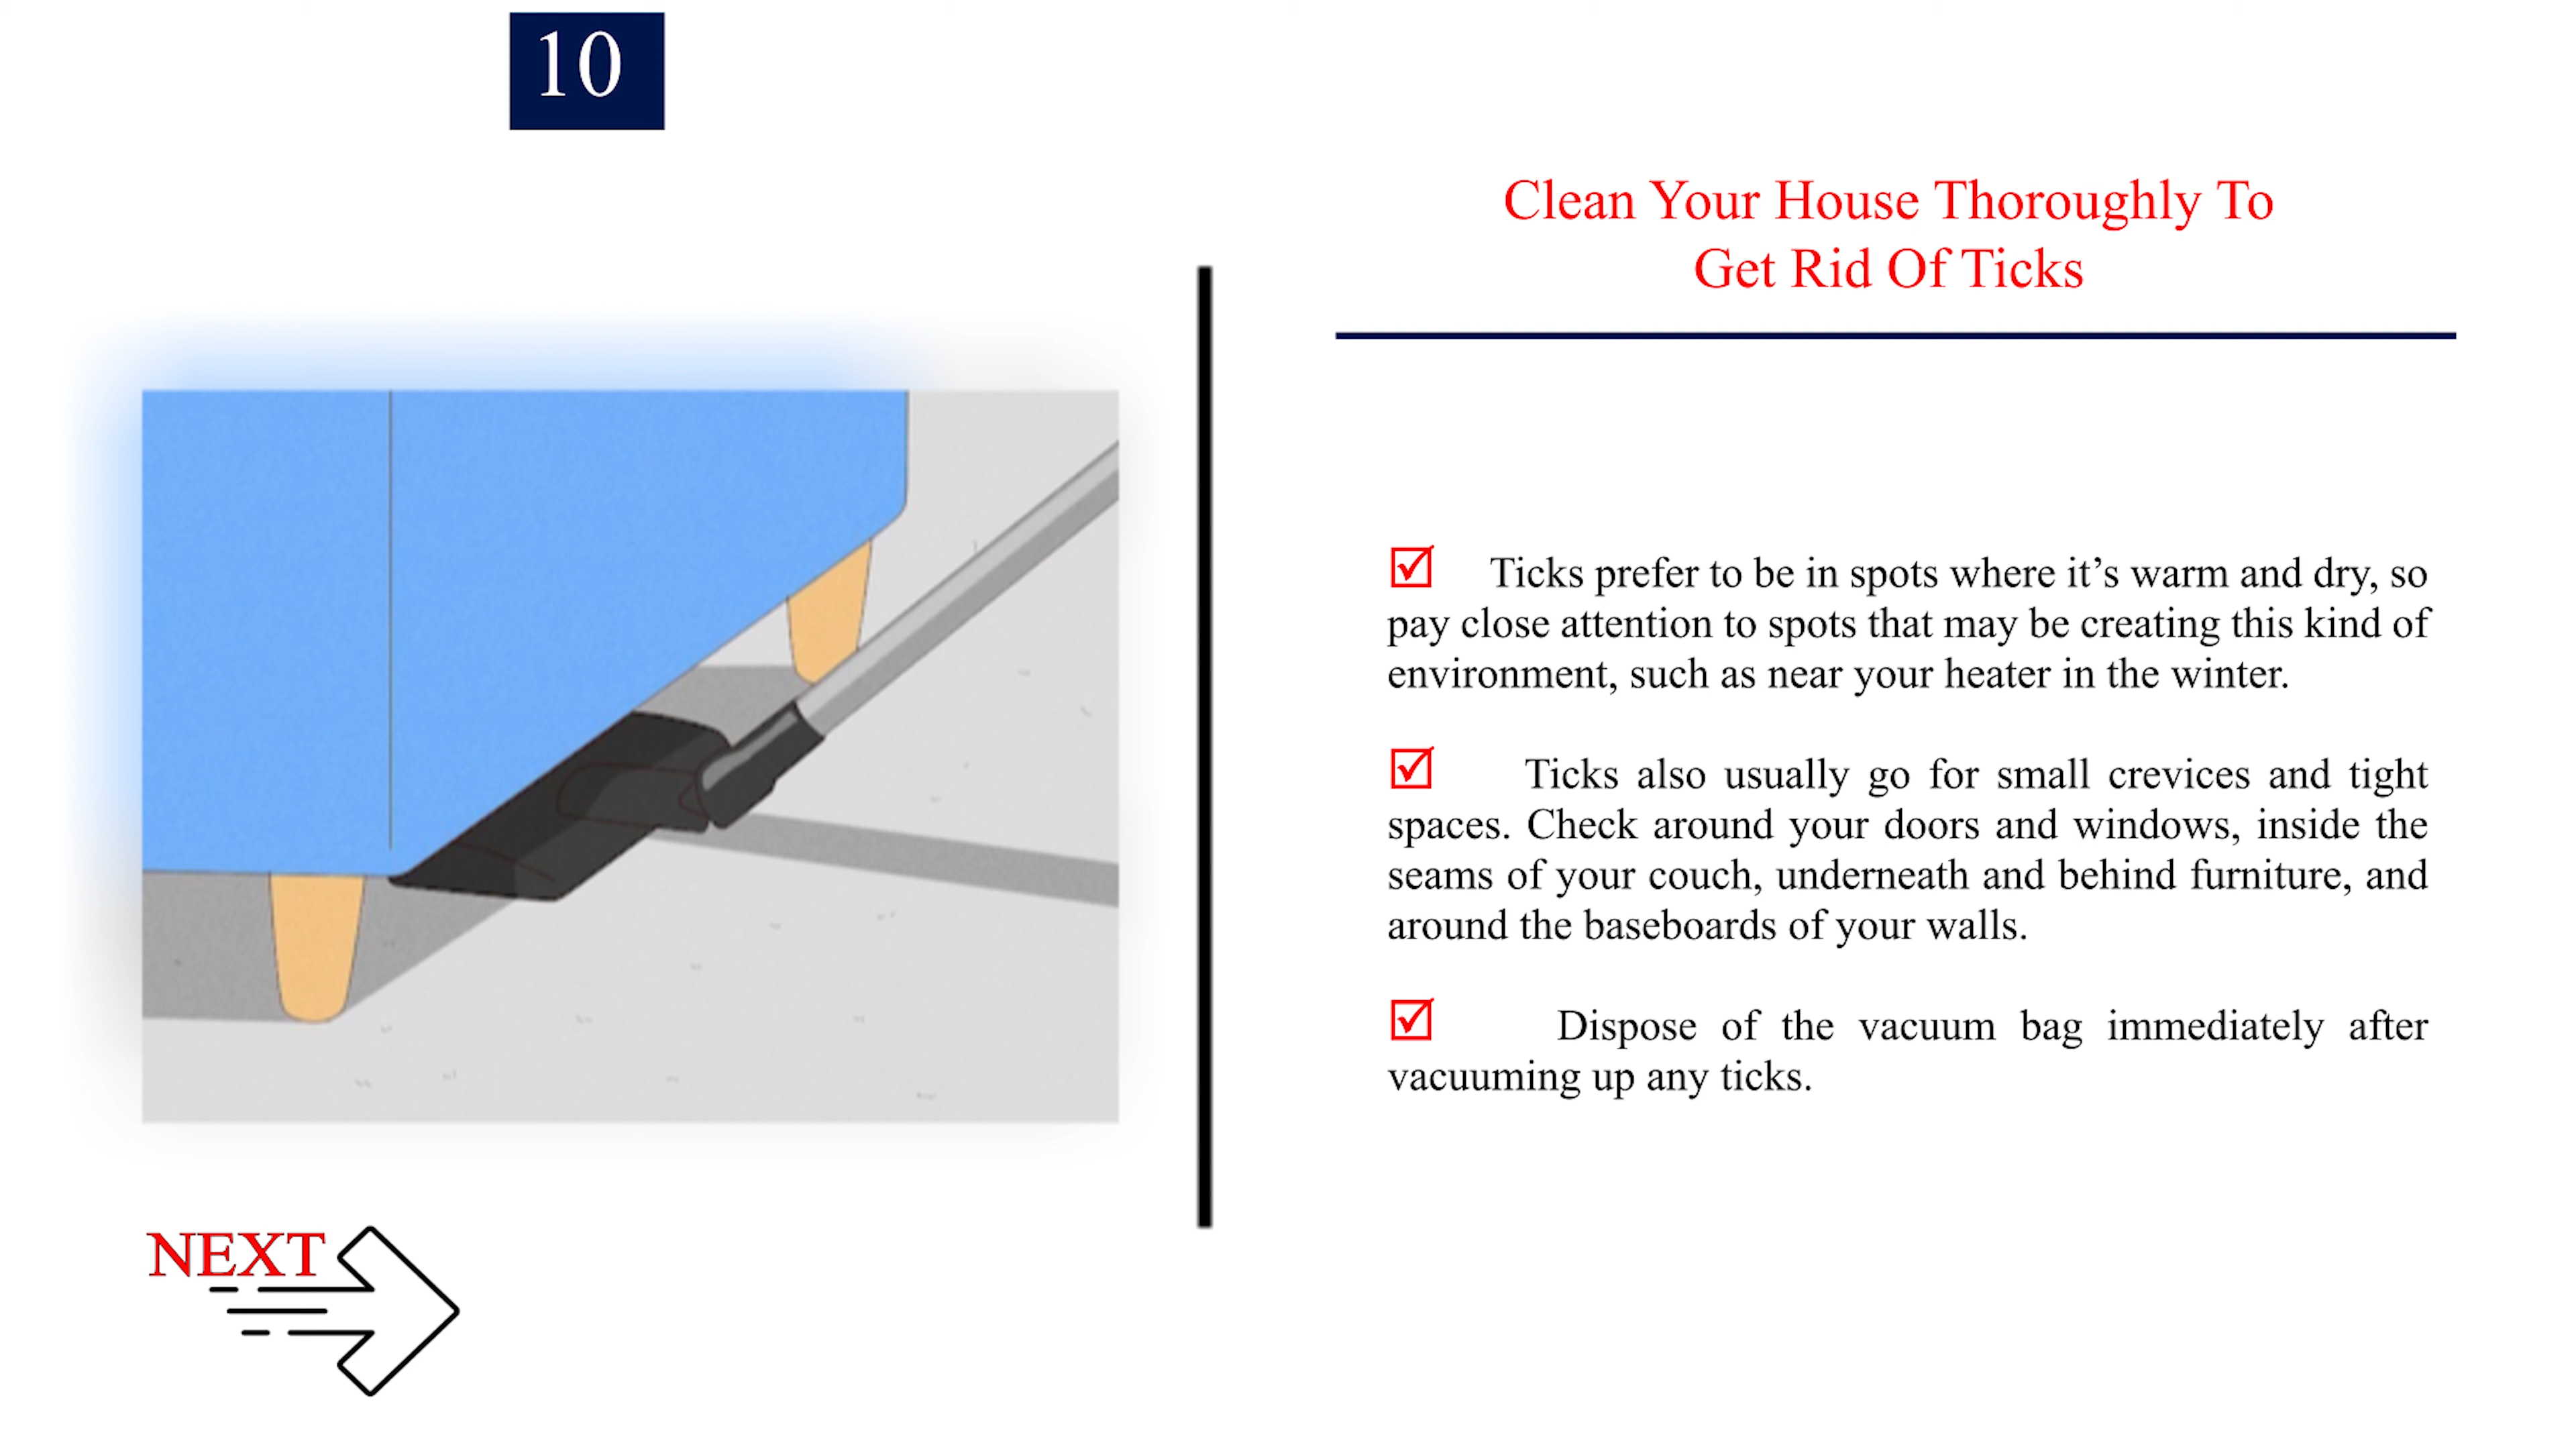 10
Clean Your House Thoroughly To
Get Rid Of Ticks
Ticks prefer to be in spots where it’s warm and dry, so
pay close attention to spots that may be creating this kind of
environment, such as near your heater in the winter.
Ticks also usually go for small crevices and tight
spaces. Check around your doors and windows, inside the
seams of your couch, underneath and behind furniture, and
around the baseboards of your walls.
Dispose of the vacuum bag immediately after
vacuuming up any ticks.
NEXT